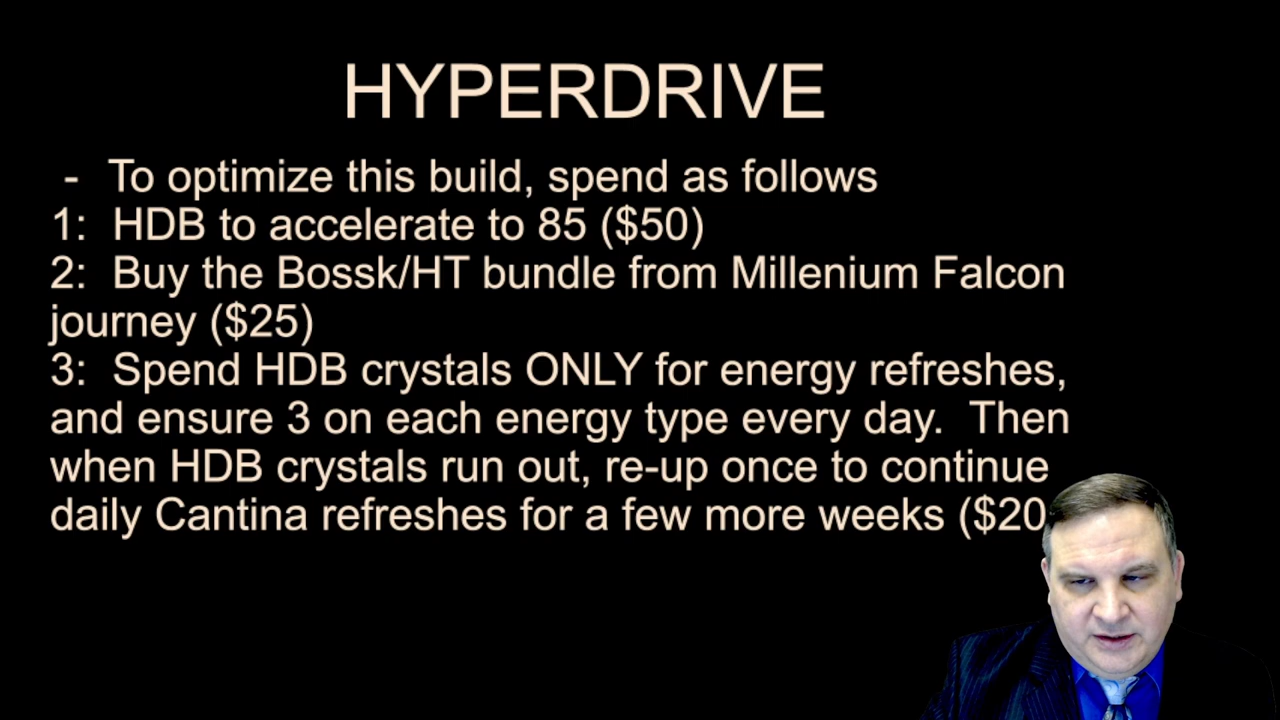 HYPERDRIVE
- To optimize this build, spend as follows
1: HDB to accelerate to 85 ($50)
2: Buy the Bossk/HT bundle from Millenium Falcon
journey ($25)
3: Spend HDB crystals ONLY for energy refreshes,
and ensure 3 on each energy type every day. Then
when HDB crystals run out, re-up once to continue
daily Cantina refreshes for a few more weeks ($20